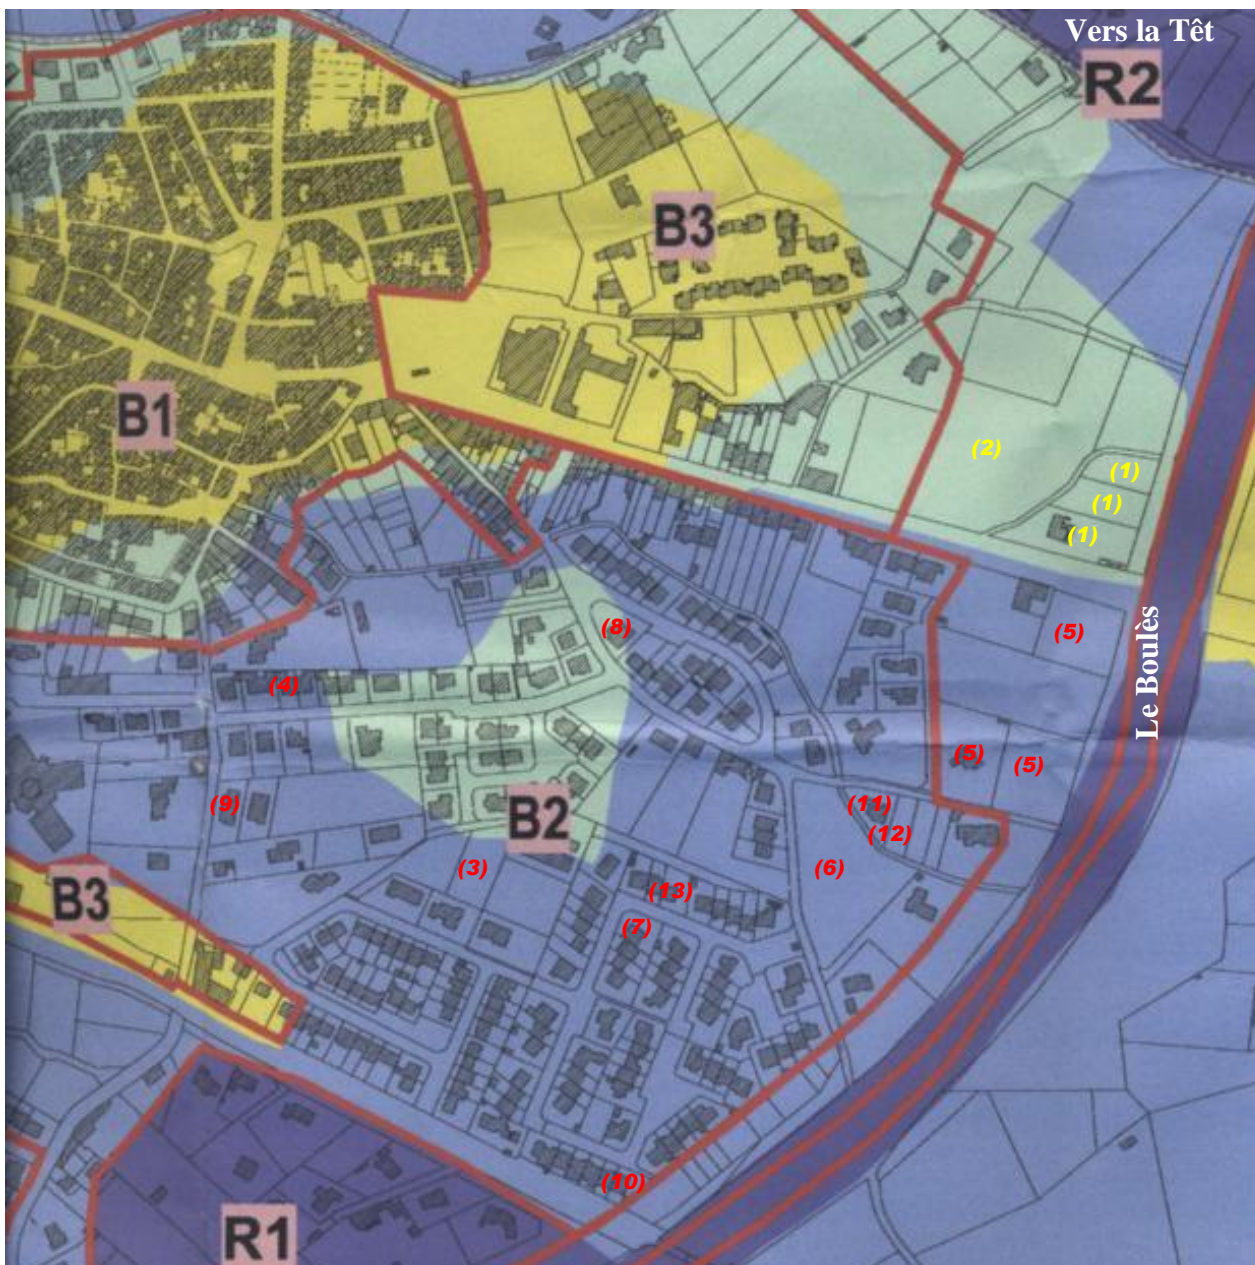 Vers la Têt
R2
B3
B1
(2)
(1)
(1)
(1)
Le Boulès
(8)
(5)
(4)
(5)
(5)
(9)
(11)
B2
(12)
(3)
(6)
B3
(13)
(7)
(10)
R1